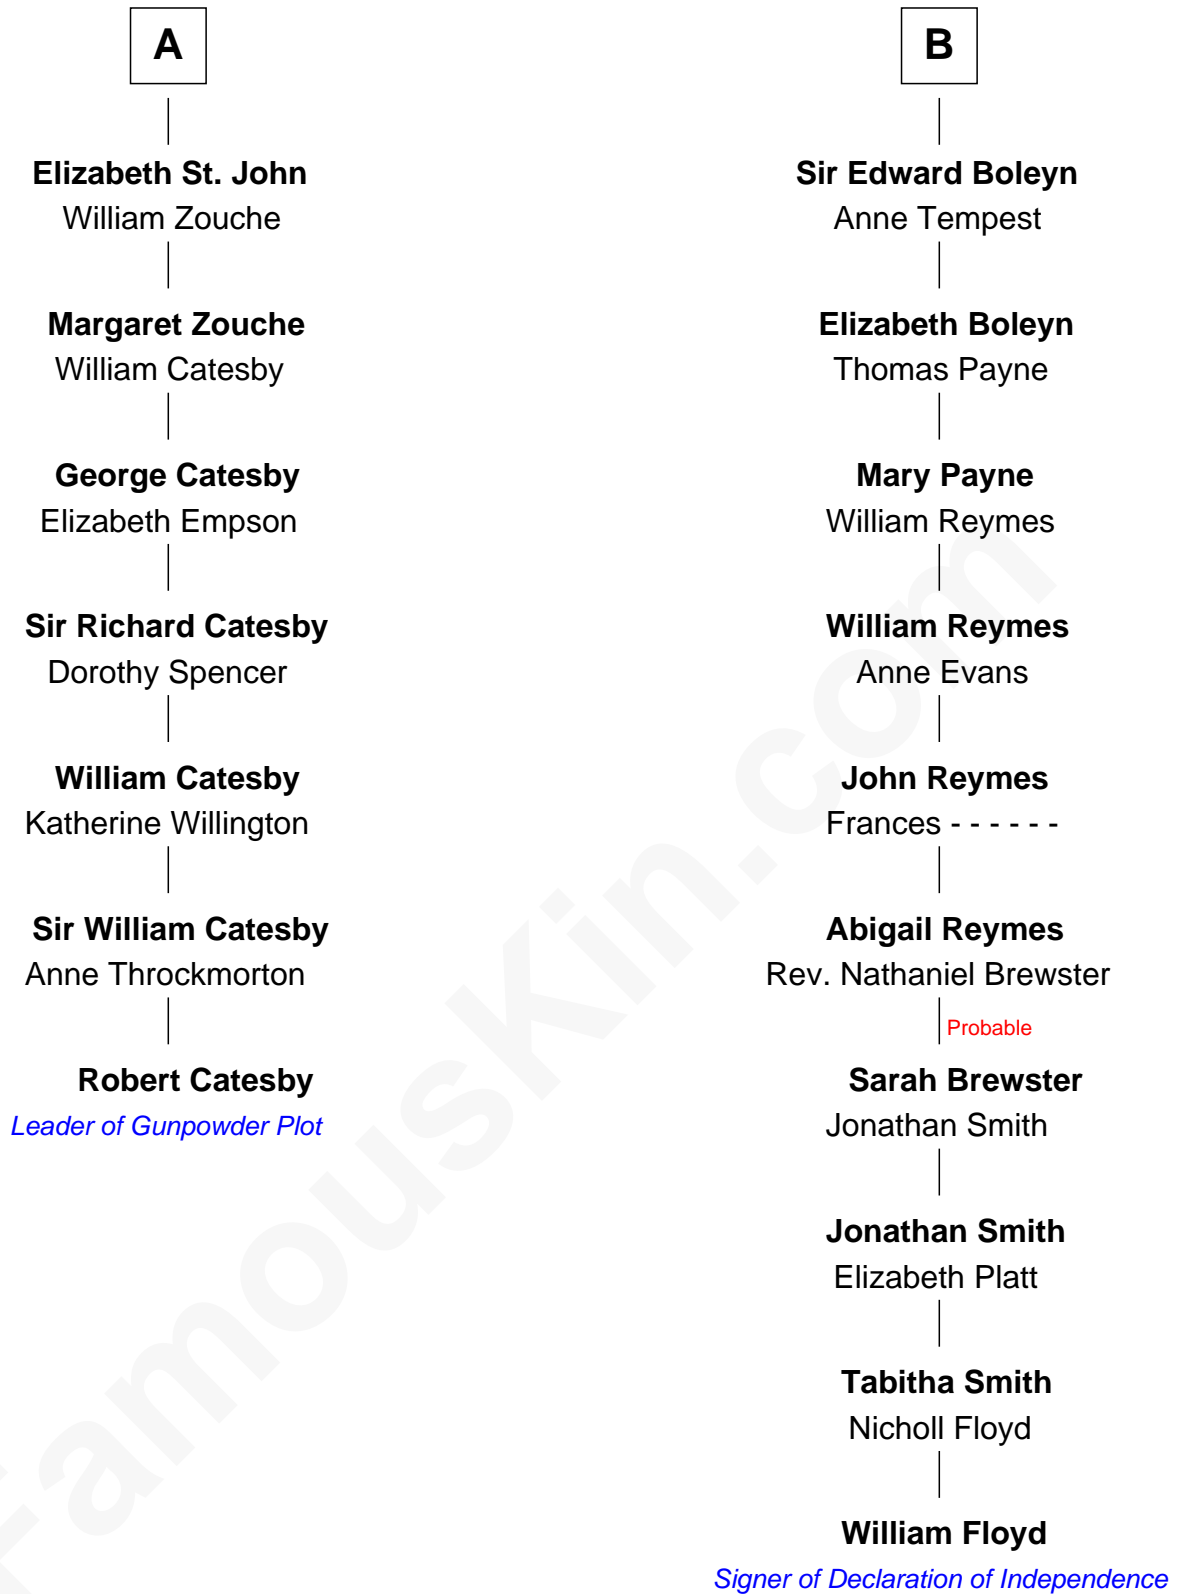 A
Elizabeth St. John
William Zouche
Margaret Zouche
William Catesby
George Catesby
Elizabeth Empson
Sir Richard Catesby
Dorothy Spencer
William Catesby
Katherine Willington
Sir William Catesby
Anne Throckmorton
Robert Catesby
Leader of Gunpowder Plot
B
Sir Edward Boleyn
Anne Tempest
Elizabeth Boleyn
Thomas Payne
Mary Payne
William Reymes
William Reymes
Anne Evans
John Reymes
Frances - - - - - -
Abigail Reymes
Rev. Nathaniel Brewster
Probable
Sarah Brewster
Jonathan Smith
Jonathan Smith
Elizabeth Platt
Tabitha Smith
Nicholl Floyd
William Floyd
Signer of Declaration of Independence
FamousKin.com